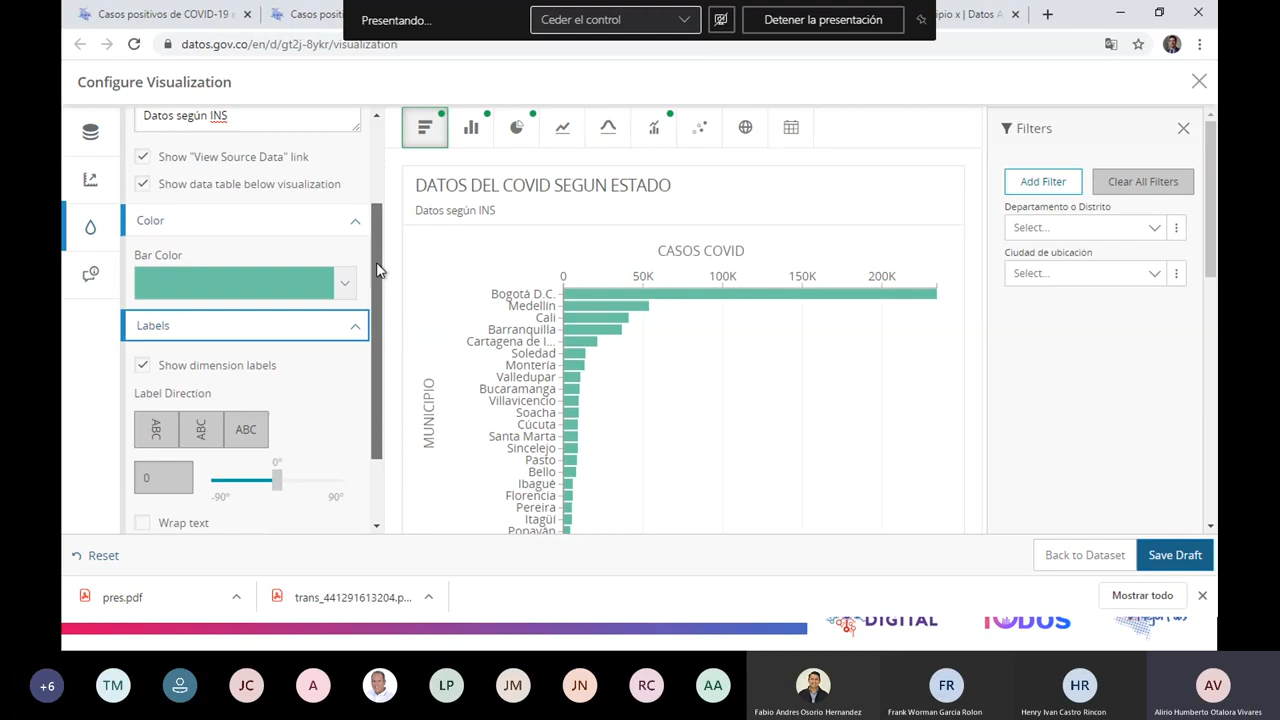 Casos positivos de COVID-19 e
Casos posi
Presentando...
Ceder el control
Detener la presentación
ipio x | Datos A
datos.gov.co/en/d/gt2j-8ykr/visualization
Configure Visualization
Datos según INS
Show "View Source Data" link
Show data table below visualization
Color
Bar Color
Labels
Show dimension labels
Label Direction
ABC
ABC
ABC
0
0°
-90°
90°
Wrap text
DATOS DEL COVID SEGUN ESTADO
Datos según INS
CASOS COVID
0
50K
100K
150K
200K
MUNICIPIO
Bogotá D.C.
Medellín
Cali
Barranquilla
Cartagena de I...
Soledad
Montería
Valledupar
Bucaramanga
Villavicencio
Soacha
Cúcuta
Santa Marta
Sincelejo
Pasto
Bello
Ibagué
Florencia
Pereira
Itagüí
Popayán
Filters
Add Filter
Clear All Filters
Departamento o Distrito
Select...
Ciudad de ubicación
Select...
Reset
Back to Dataset
Save Draft
pres.pdf
trans_441291613204.p...
Mostrar todo
DIGITAL
TODOS
+6
TM
JC
A
LP
JM
JN
RC
AA
FR
HR
AV
Fabio Andres Osorio Hernandez
Frank Worman Garcia Rolon
Henry Ivan Castro Rincon
Alirio Humberto Otalora Vivares